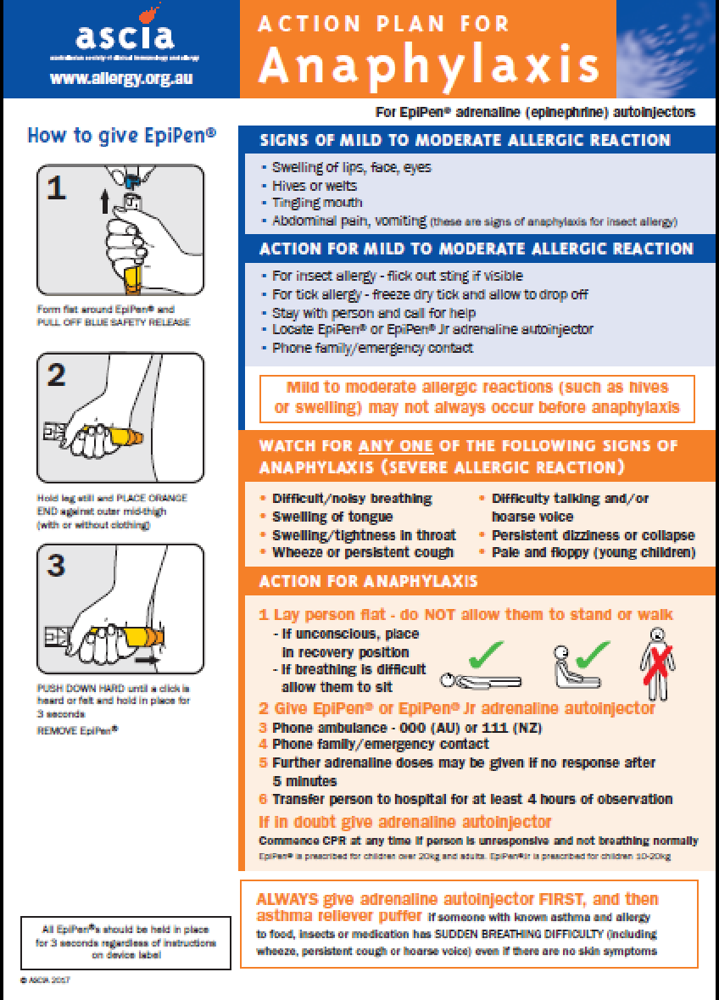 ascia
australasian society of clinical immunology and allergy
www.allergy.org.au
ACTION PLAN FOR
Anaphylaxis
For EpiPen® adrenaline (epinephrine) autoinjectors
How to give EpiPen®
1
Form fist around EpiPen® and
PULL OFF BLUE SAFETY RELEASE
2
Hold leg still and PLACE ORANGE
END against outer mid-thigh
(with or without clothing)
3
PUSH DOWN HARD until a click is
heard or felt and hold in place for
3 seconds
REMOVE EpiPen®
All EpiPen®s should be held in place
for 3 seconds regardless of instructions
on device label
© ASCIA 2017
SIGNS OF MILD TO MODERATE ALLERGIC REACTION
• Swelling of lips, face, eyes
• Hives or welts
• Tingling mouth
• Abdominal pain, vomiting (these are signs of anaphylaxis for insect allergy)
ACTION FOR MILD TO MODERATE ALLERGIC REACTION
• For insect allergy - flick out sting if visible
• For tick allergy - freeze dry tick and allow to drop off
• Stay with person and call for help
• Locate EpiPen® or EpiPen® Jr adrenaline autoinjector
• Phone family/emergency contact
Mild to moderate allergic reactions (such as hives
or swelling) may not always occur before anaphylaxis
WATCH FOR ANY ONE OF THE FOLLOWING SIGNS OF
ANAPHYLAXIS (SEVERE ALLERGIC REACTION)
• Difficult/noisy breathing
• Swelling of tongue
• Swelling/tightness in throat
• Wheeze or persistent cough
• Difficulty talking and/or
hoarse voice
• Persistent dizziness or collapse
• Pale and floppy (young children)
ACTION FOR ANAPHYLAXIS
1 Lay person flat - do NOT allow them to stand or walk
- If unconscious, place
in recovery position
- If breathing is difficult
allow them to sit
2 Give EpiPen® or EpiPen® Jr adrenaline autoinjector
3 Phone ambulance - 000 (AU) or 111 (NZ)
4 Phone family/emergency contact
5 Further adrenaline doses may be given if no response after
5 minutes
6 Transfer person to hospital for at least 4 hours of observation
If in doubt give adrenaline autoinjector
Commence CPR at any time if person is unresponsive and not breathing normally
EpiPen® is prescribed for children over 20kg and adults. EpiPen®Jr is prescribed for children 10-20kg
ALWAYS give adrenaline autoinjector FIRST, and then
asthma reliever puffer if someone with known asthma and allergy
to food, insects or medication has SUDDEN BREATHING DIFFICULTY (including
wheeze, persistent cough or hoarse voice) even if there are no skin symptoms